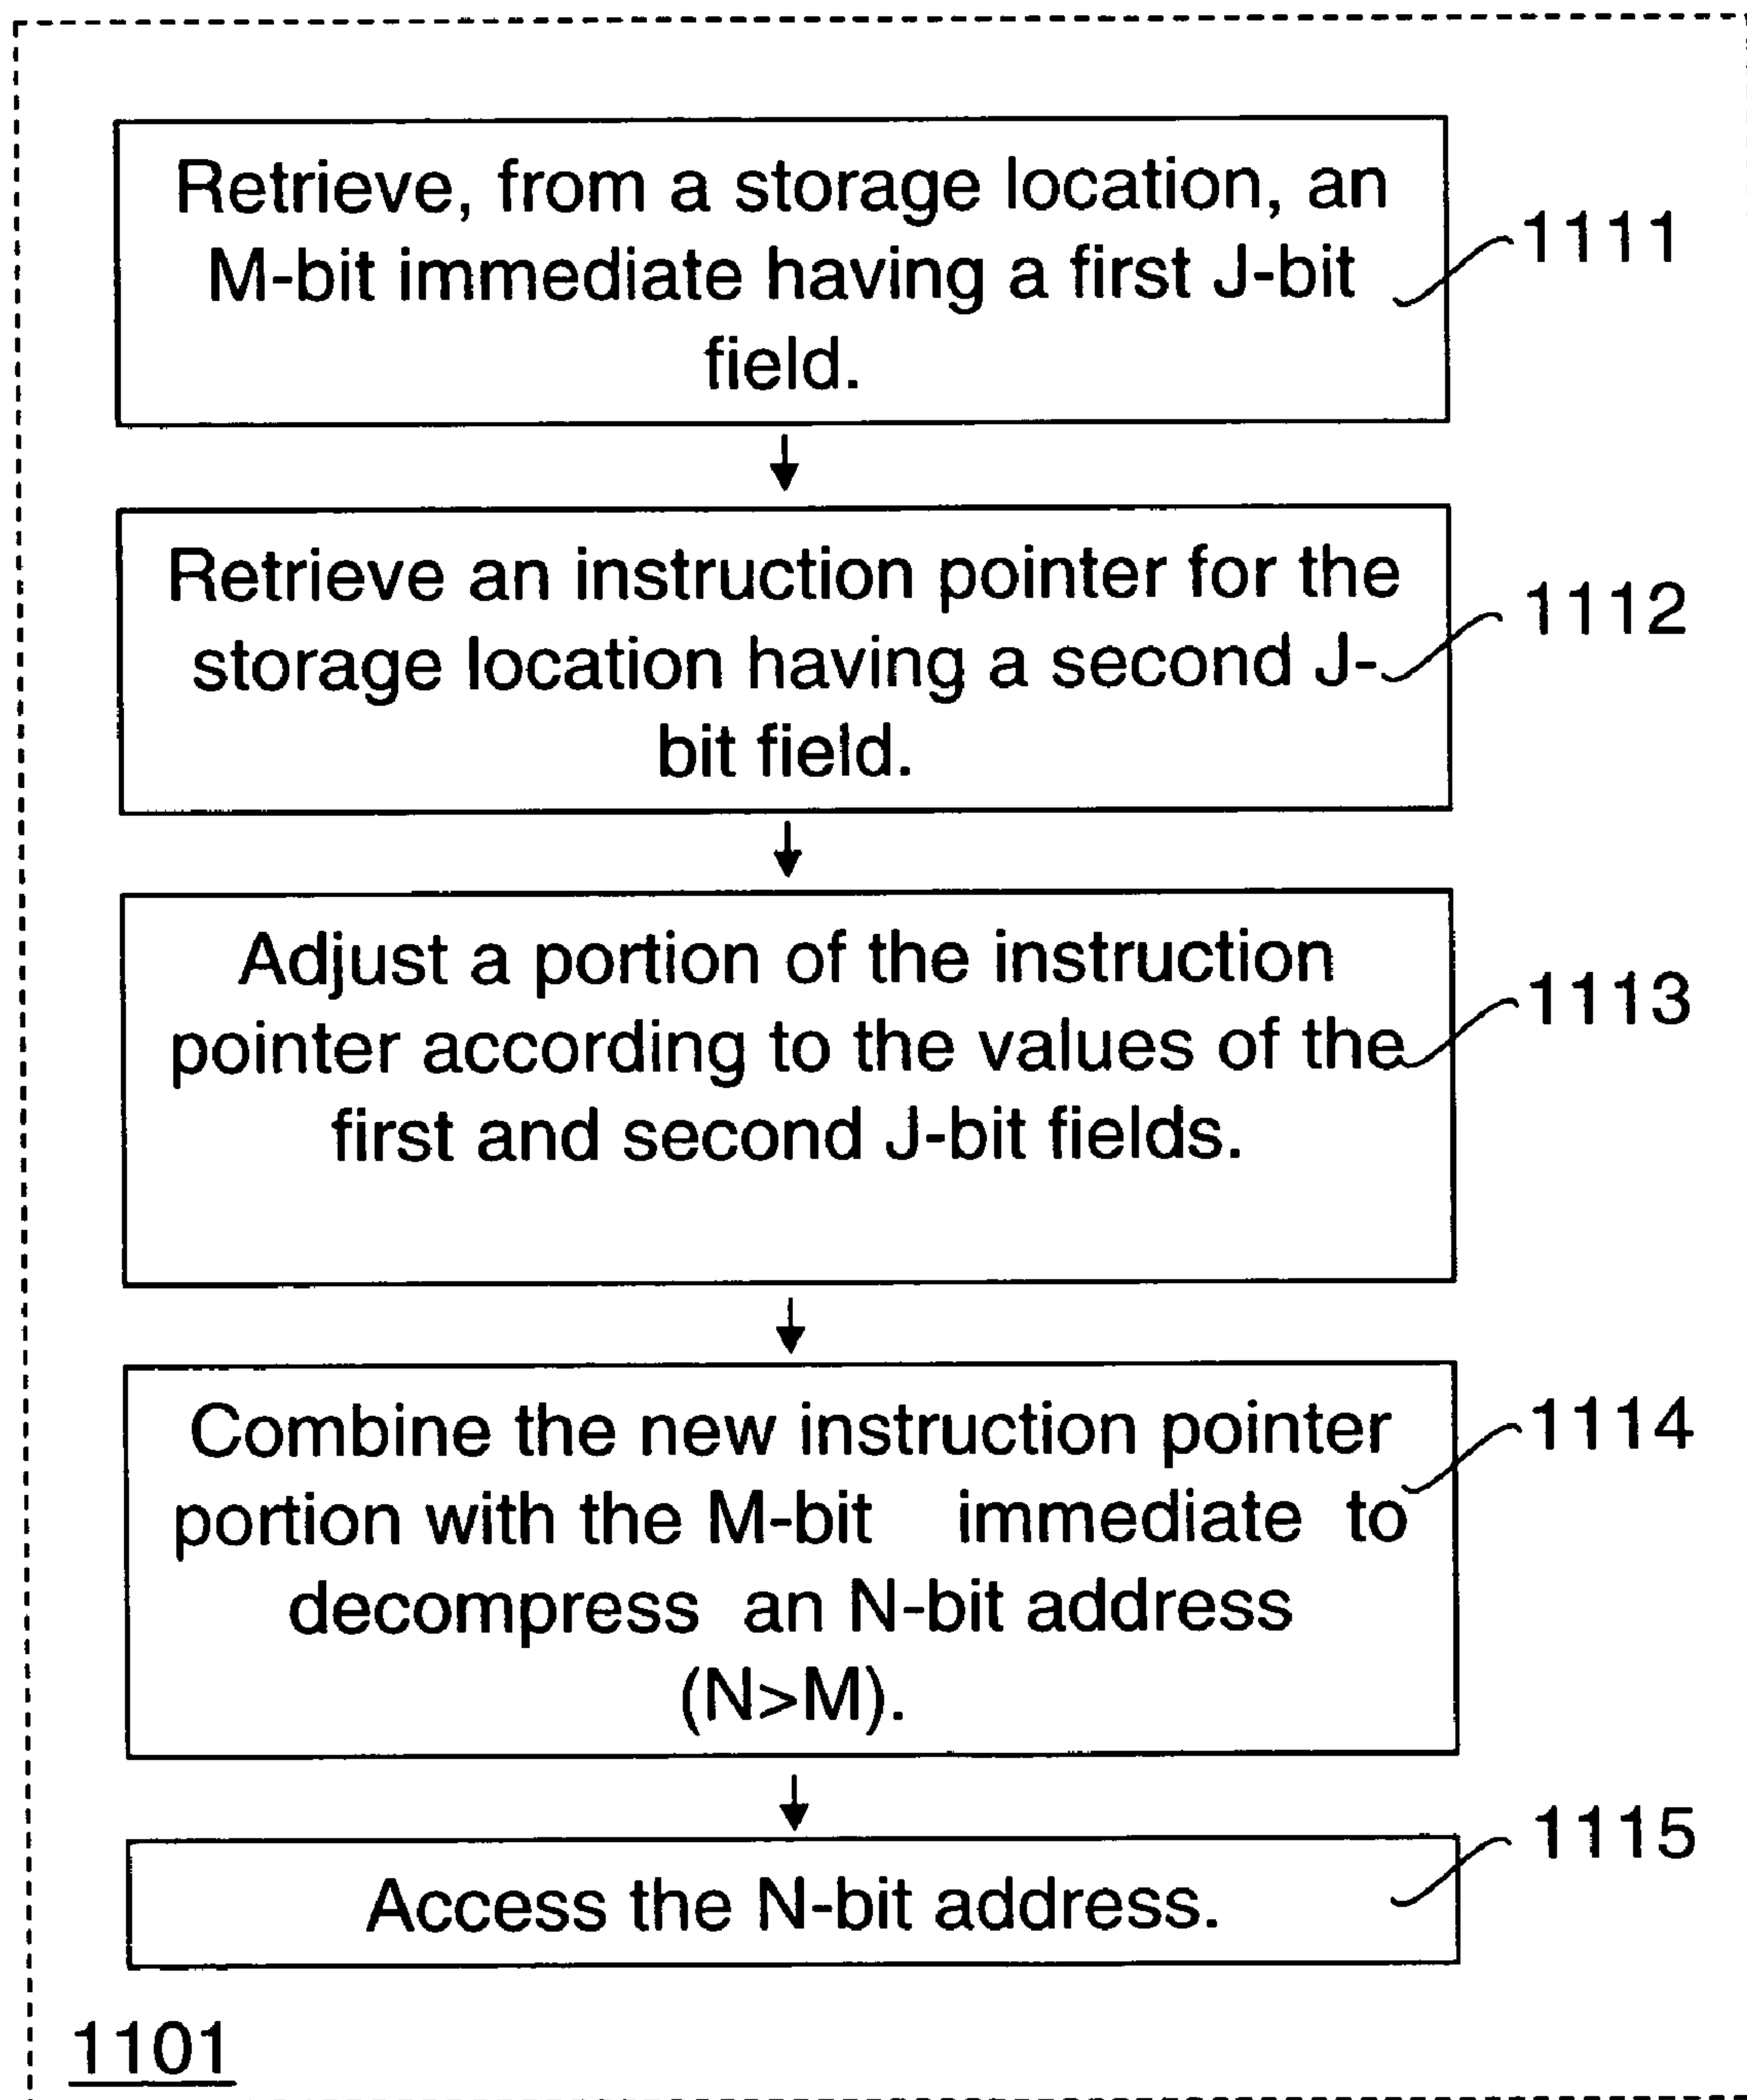 Retrieve, from a storage location, an
M-bit immediate having a first J-bit
field.
1111
Retrieve an instruction pointer for the
storage location having a second J-
bit field.
1112
Adjust a portion of the instruction
pointer according to the values of the
first and second J-bit fields.
1113
Combine the new instruction pointer
portion with the M-bit immediate to
decompress an N-bit address
(N>M).
1114
Access the N-bit address.
1115
1101